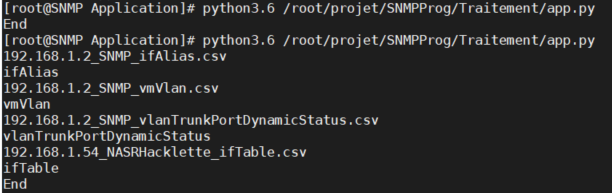 [root@SNMP Application]# python3.6 /root/projet/SNMPProg/Traitement/app.py
End
[root@SNMP Application]# python3.6 /root/projet/SNMPProg/Traitement/app.py
192.168.1.2_SNMP_ifAlias.csv
ifAlias
192.168.1.2_SNMP_vmVlan.csv
vmVlan
192.168.1.2_SNMP_vlanTrunkPortDynamicStatus.csv
vlanTrunkPortDynamicStatus
192.168.1.54_NASRHacklette_ifTable.csv
ifTable
End